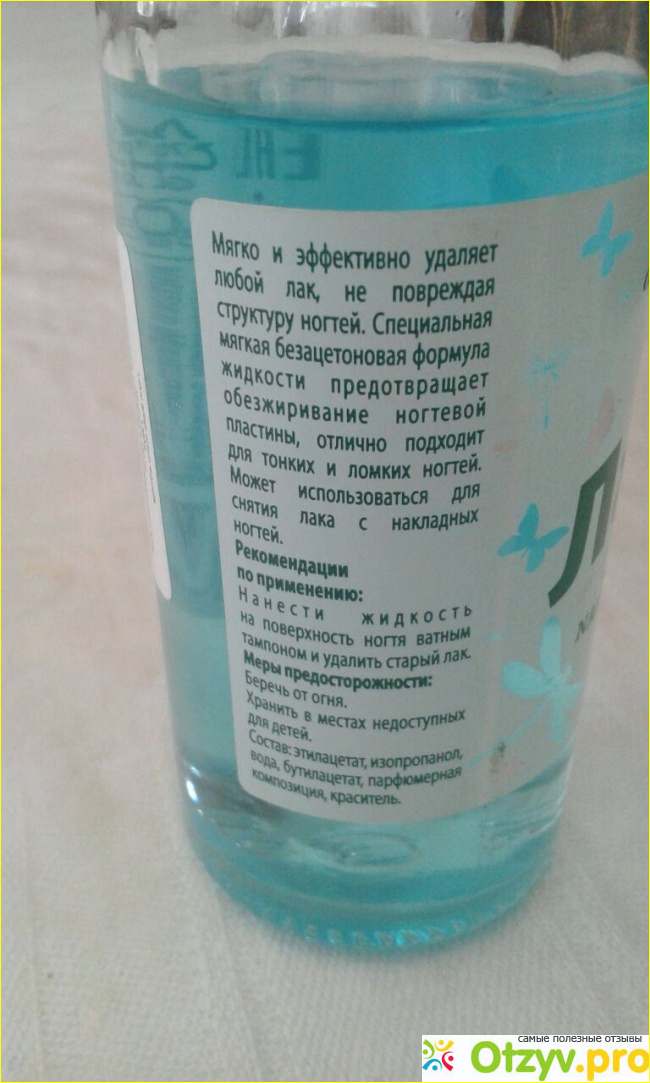 Мягко и эффективно удаляет
любой лак, не повреждая
структуру ногтей. Специальная
мягкая безацетоновая формула
жидкости предотвращает
обезжиривание ногтевой
пластины, отлично подходит
для тонких и ломких ногтей.
Может использоваться для
снятия лака с накладных
ногтей.
Рекомендации
по применению:
Нанести жидкость
на поверхность ногтя ватным
тампоном и удалить старый лак.
Меры предосторожности:
Беречь от огня.
Хранить в местах недоступных
для детей.
Состав: этилацетат, изопропанол,
вода, бутилацетат, парфюмерная
композиция, краситель.
самые полезные отзывы
Otzyv.pro